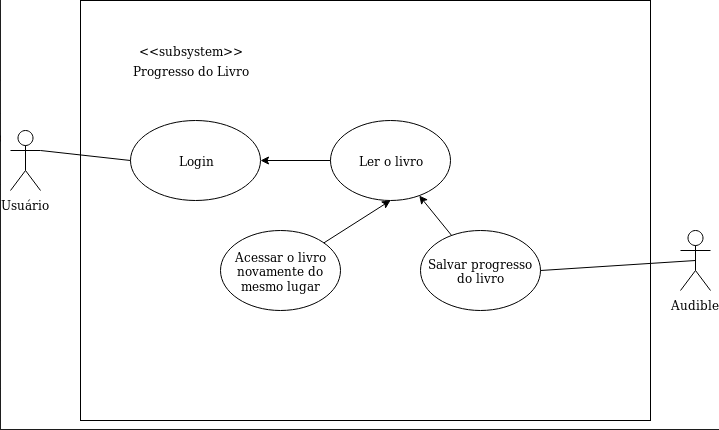 <<subsystem>>
Progresso do Livro
Login
Ler o livro
Usuário
Acessar o livro
novamente do
mesmo lugar
Salvar progresso
do livro
Audible